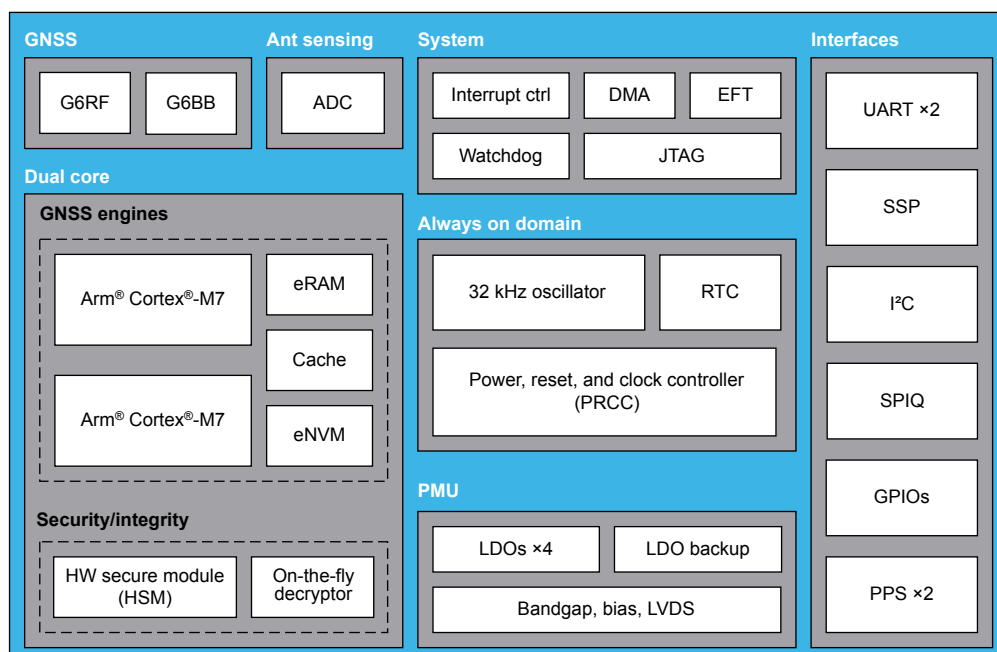 GNSS
G6RF
G6BB
Ant sensing
ADC
System
Interrupt ctrl
DMA
EFT
Watchdog
JTAG
Interfaces
UART ×2
SSP
I²C
SPIQ
GPIOs
PPS ×2
Dual core
GNSS engines
Arm® Cortex®-M7
Arm® Cortex®-M7
eRAM
Cache
eNVM
Security/integrity
HW secure module
(HSM)
On-the-fly
decryptor
Always on domain
32 kHz oscillator
RTC
Power, reset, and clock controller
(PRCC)
PMU
LDOs ×4
LDO backup
Bandgap, bias, LVDS